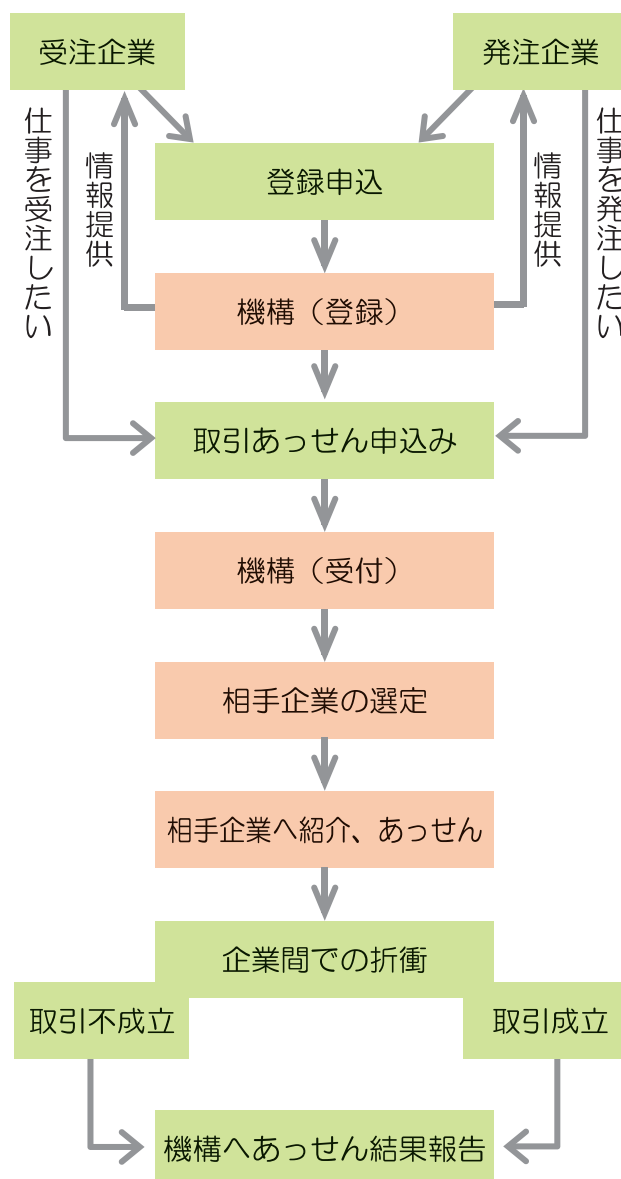 受注企業
発注企業
仕事を受注したい
情報提供
情報提供
仕事を発注したい
登録申込
機構（登録）
取引あっせん申込み
機構（受付）
相手企業の選定
相手企業へ紹介、あっせん
企業間での折衝
取引不成立
取引成立
機構へあっせん結果報告